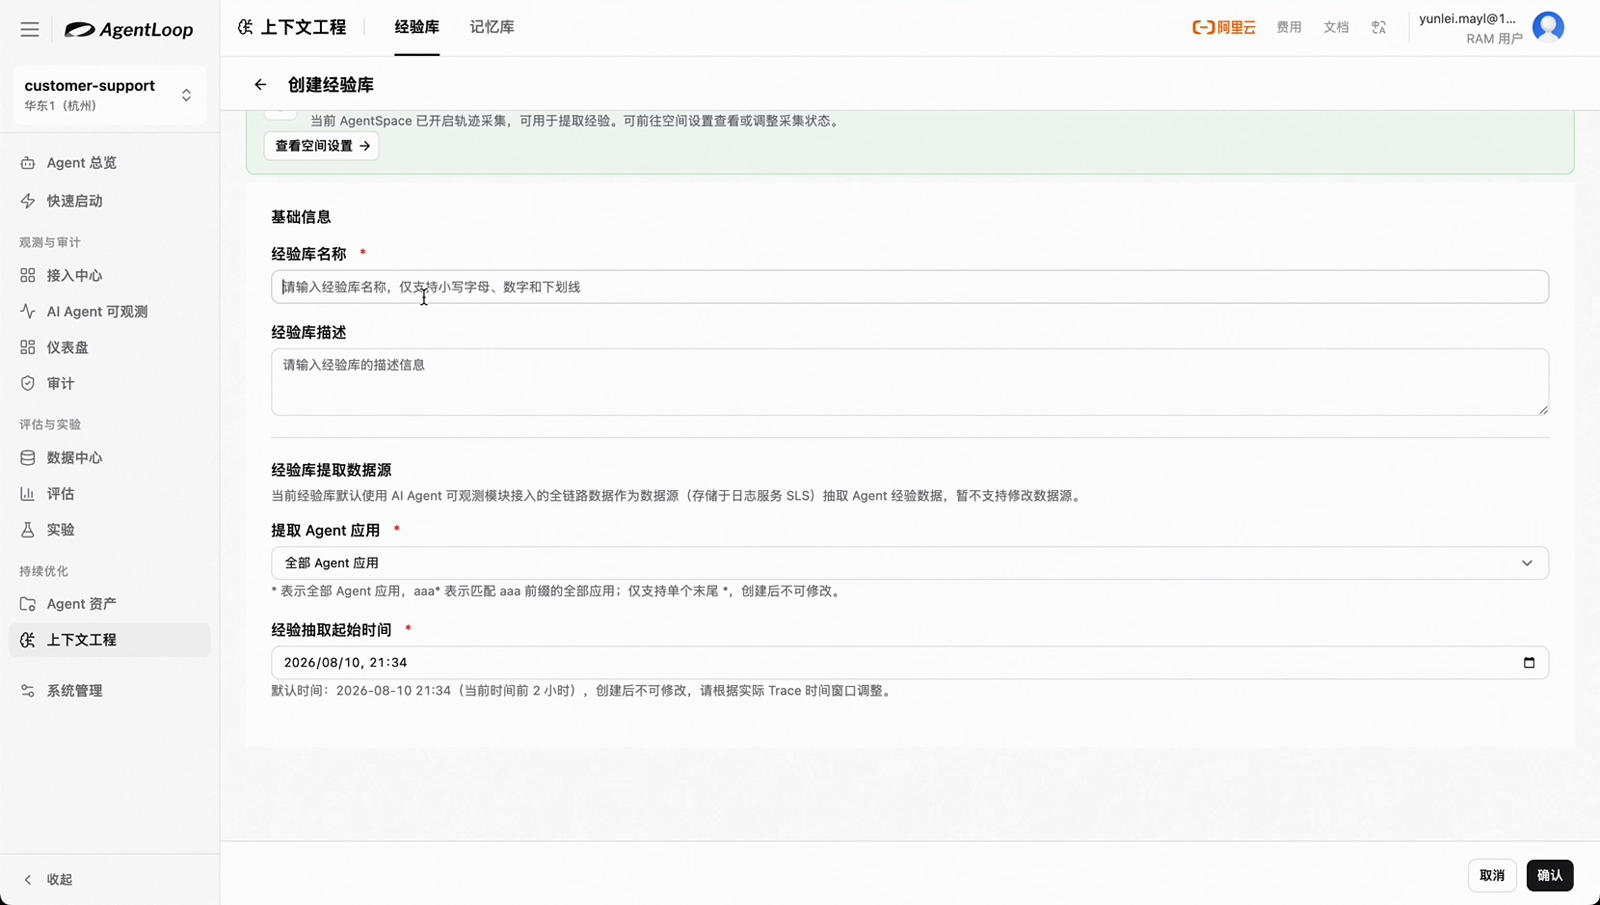 AgentLoop
customer-support
华东1（杭州）
Agent 总览
快速启动
观测与审计
接入中心
AI Agent 可观测
仪表盘
审计
评估与实验
数据中心
评估
实验
持续优化
Agent 资产
上下文工程
系统管理
收起
上下文工程
经验库
记忆库
阿里云
费用
文档
yunlei.mayl@1...
RAM 用户
创建经验库
当前 AgentSpace 已开启轨迹采集，可用于提取经验。可前往空间设置查看或调整采集状态。
查看空间设置 →
基础信息
经验库名称 *
请输入经验库名称，仅支持小写字母、数字和下划线
经验库描述
请输入经验库的描述信息
经验库提取数据源
当前经验库默认使用 AI Agent 可观测模块接入的全链路数据作为数据源（存储于日志服务 SLS）抽取 Agent 经验数据，暂不支持修改数据源。
提取 Agent 应用 *
全部 Agent 应用
* 表示全部 Agent 应用，aaa* 表示匹配 aaa 前缀的全部应用；仅支持单个末尾 *，创建后不可修改。
经验抽取起始时间 *
2026/08/10, 21:34
默认时间：2026-08-10 21:34（当前时间前 2 小时），创建后不可修改，请根据实际 Trace 时间窗口调整。
取消
确认